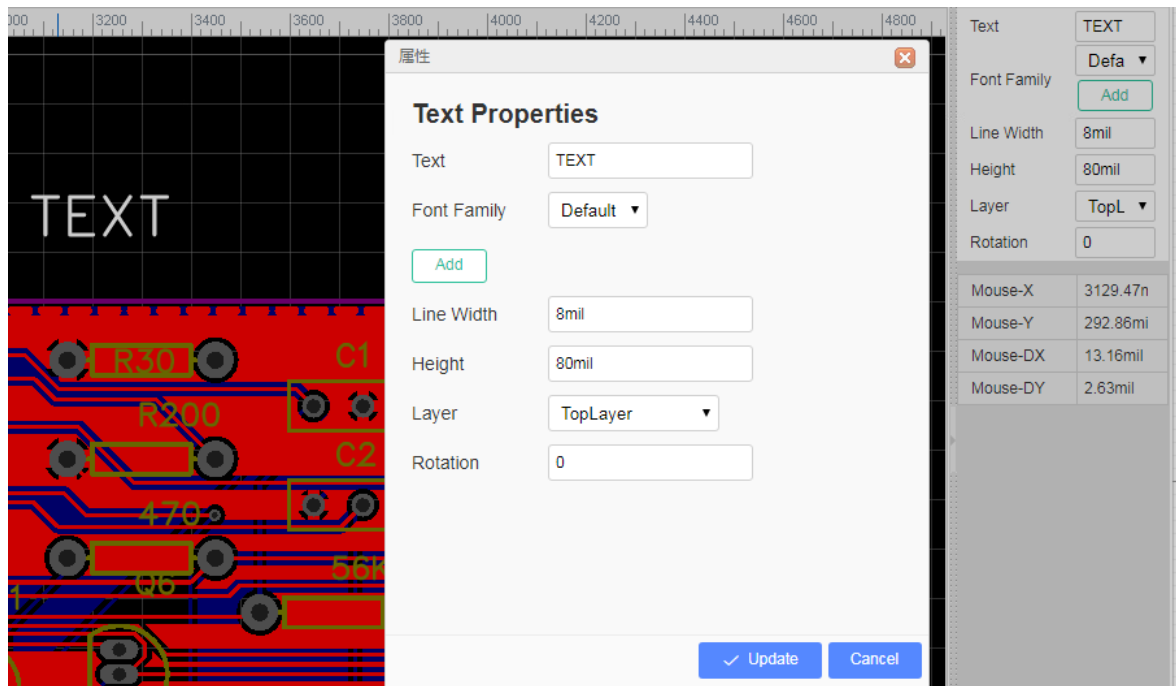 3200 3400 3600 3800 4000 4200 4400 4600 4800
属性
Text Properties
Text TEXT
Font Family Default
Add
Line Width 8mil
Height 80mil
Layer TopLayer
Rotation 0
Update Cancel
TEXT
R30 C1
R200
C2
470
56K
Q6
1
Text TEXT
Font Family Defa
Add
Line Width 8mil
Height 80mil
Layer TopL
Rotation 0
Mouse-X 3129.47
Mouse-Y 292.86mi
Mouse-DX 13.16mil
Mouse-DY 2.63mil